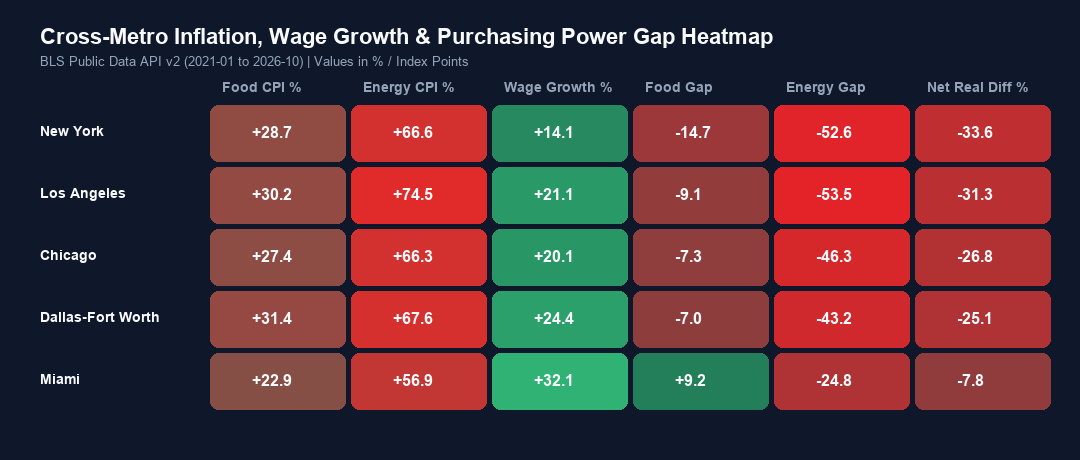 Cross-Metro Inflation, Wage Growth & Purchasing Power Gap Heatmap
BLS Public Data API v2 (2021-01 to 2026-10) | Values in % / Index Points
Food CPI % Energy CPI % Wage Growth % Food Gap Energy Gap Net Real Diff %
New York +28.7 +66.6 +14.1 -14.7 -52.6 -33.6
Los Angeles +30.2 +74.5 +21.1 -9.1 -53.5 -31.3
Chicago +27.4 +66.3 +20.1 -7.3 -46.3 -26.8
Dallas-Fort Worth +31.4 +67.6 +24.4 -7.0 -43.2 -25.1
Miami +22.9 +56.9 +32.1 +9.2 -24.8 -7.8